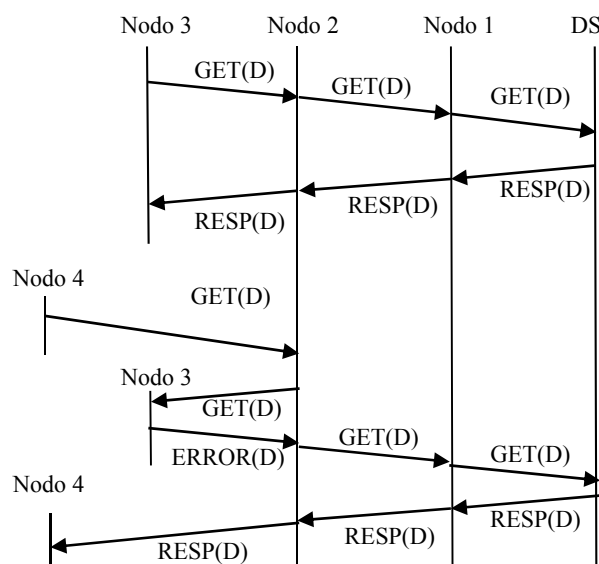 Nodo 3 Nodo 2 Nodo 1 DS
GET(D)
GET(D)
GET(D)
RESP(D)
RESP(D)
RESP(D)
Nodo 4
GET(D)
Nodo 3
GET(D)
GET(D)
ERROR(D)
GET(D)
Nodo 4
RESP(D)
RESP(D)
RESP(D)